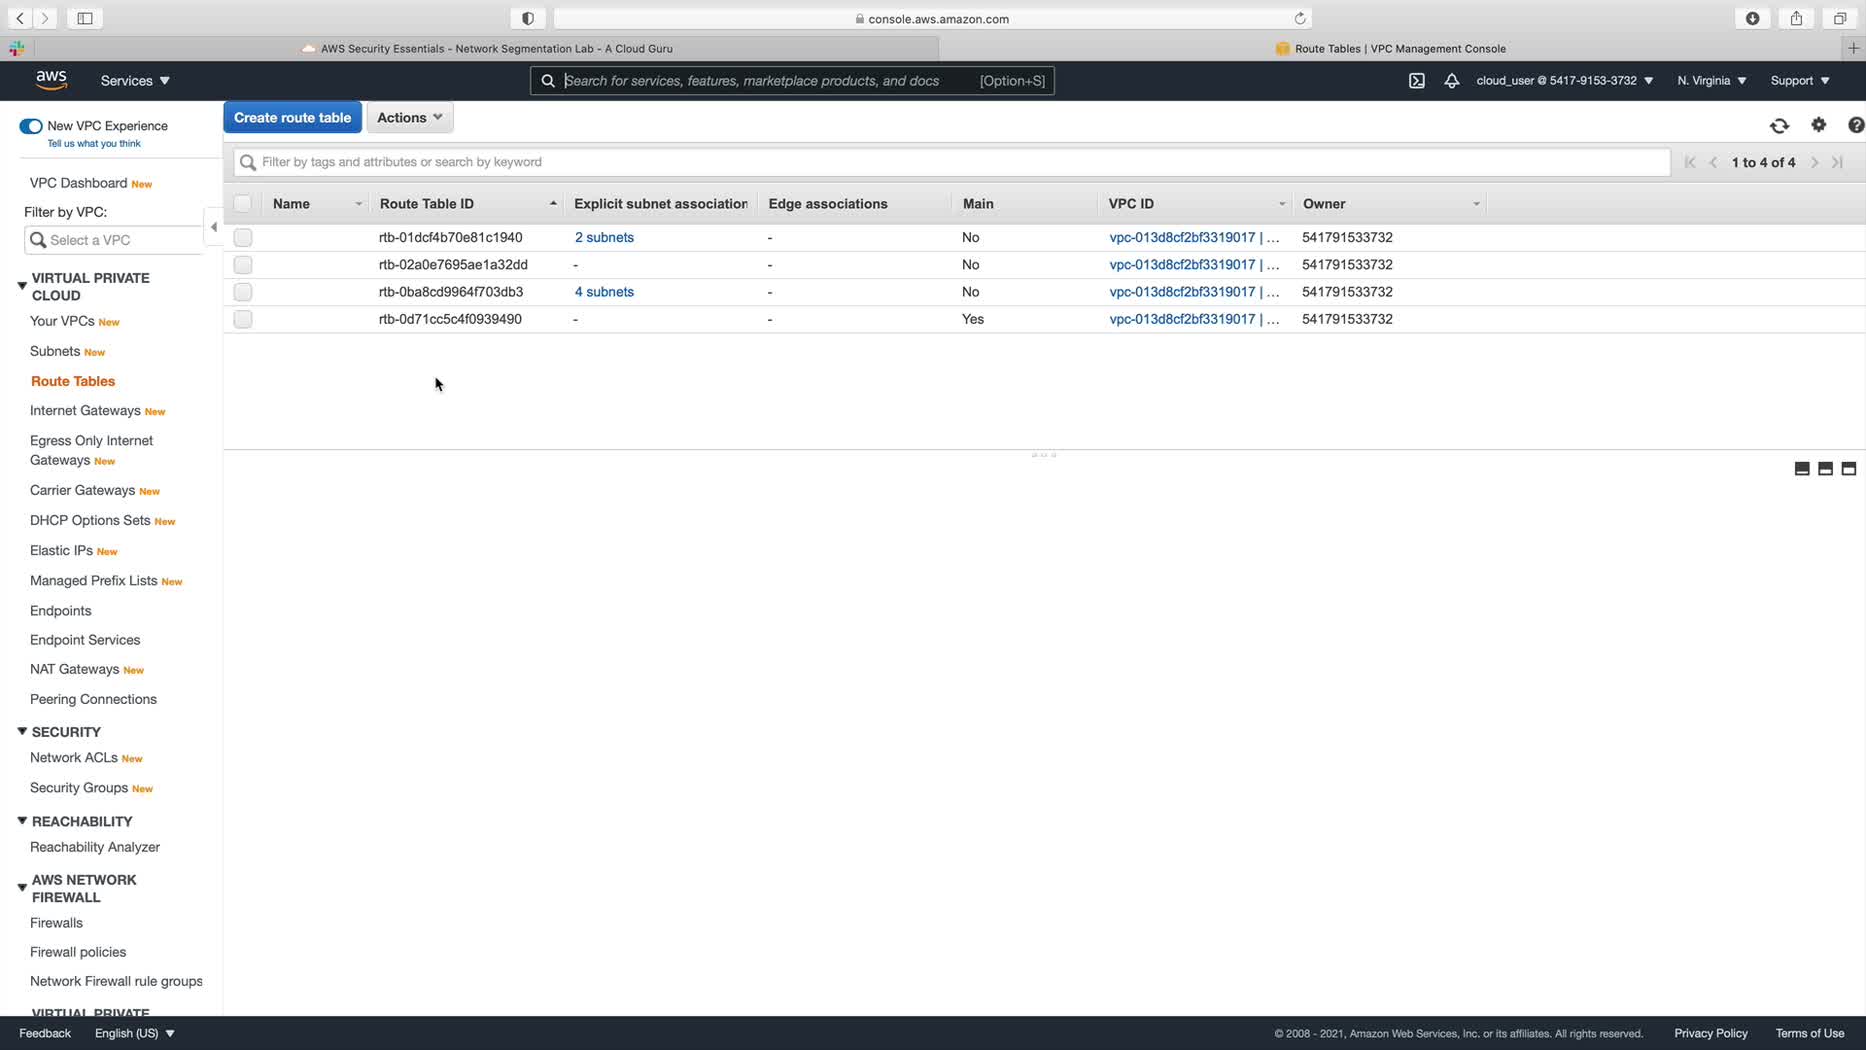 console.aws.amazon.com
AWS Security Essentials - Network Segmentation Lab - A Cloud Guru
Route Tables | VPC Management Console
aws
Services
Search for services, features, marketplace products, and docs [Option+S]
cloud_user @ 5417-9153-3732
N. Virginia
Support
New VPC Experience
Tell us what you think
Create route table
Actions
Filter by tags and attributes or search by keyword
1 to 4 of 4
Name Route Table ID Explicit subnet association Edge associations Main VPC ID Owner
rtb-01dcf4b70e81c1940 2 subnets - No vpc-013d8cf2bf3319017 | ... 541791533732
rtb-02a0e7695ae1a32dd - - No vpc-013d8cf2bf3319017 | ... 541791533732
rtb-0ba8cd9964f703db3 4 subnets - No vpc-013d8cf2bf3319017 | ... 541791533732
rtb-0d71cc5c4f0939490 - - Yes vpc-013d8cf2bf3319017 | ... 541791533732
VPC Dashboard New
Filter by VPC:
Select a VPC
VIRTUAL PRIVATE
CLOUD
Your VPCs New
Subnets New
Route Tables
Internet Gateways New
Egress Only Internet
Gateways New
Carrier Gateways New
DHCP Options Sets New
Elastic IPs New
Managed Prefix Lists New
Endpoints
Endpoint Services
NAT Gateways New
Peering Connections
SECURITY
Network ACLs New
Security Groups New
REACHABILITY
Reachability Analyzer
AWS NETWORK
FIREWALL
Firewalls
Firewall policies
Network Firewall rule groups
VIRTUAL PRIVATE
Feedback
English (US)
© 2008 - 2021, Amazon Web Services, Inc. or its affiliates. All rights reserved.
Privacy Policy
Terms of Use